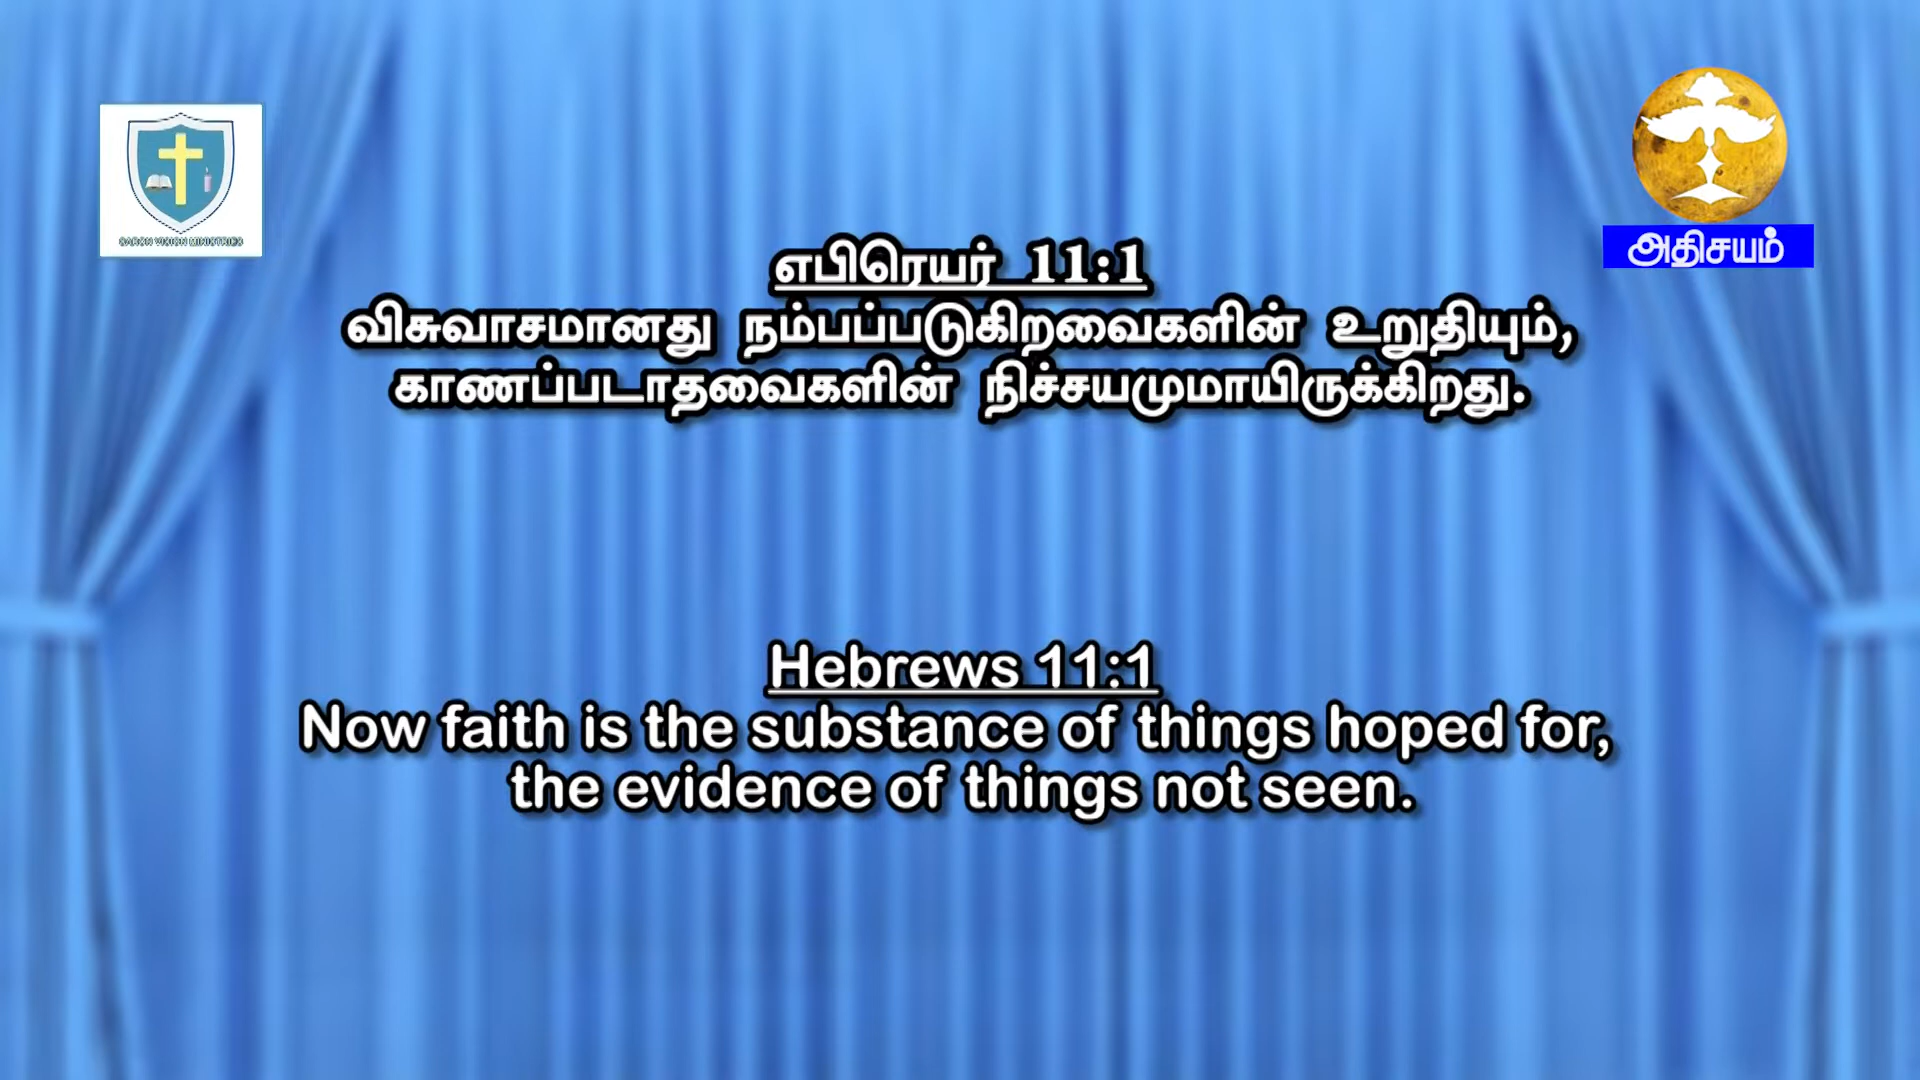 அதிசயம்
எபிரெயர் 11:1
விசுவாசமானது நம்பப்படுகிறவைகளின் உறுதியும்,
காணப்படாதவைகளின் நிச்சயமுமாயிருக்கிறது.
Hebrews 11:1
Now faith is the substance of things hoped for,
the evidence of things not seen.